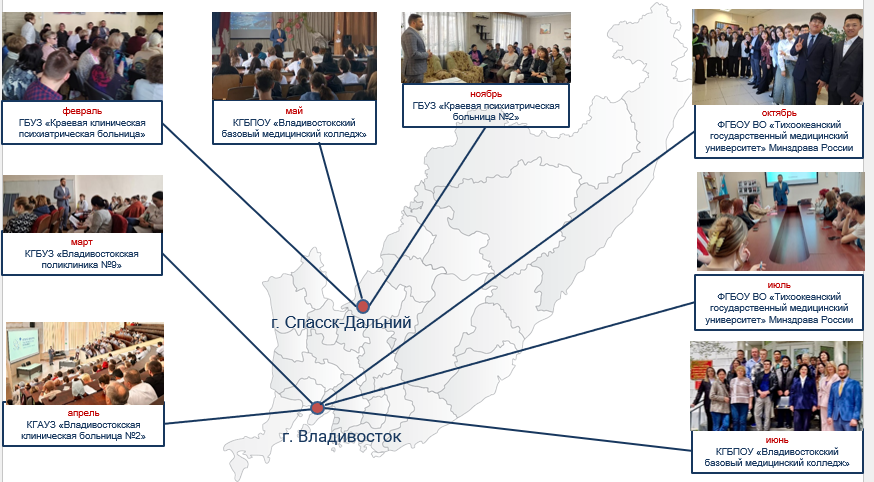 февраль
ГБУЗ «Краевая клиническая
психиатрическая больница»
май
КГБПОУ «Владивостокский
базовый медицинский колледж»
ноябрь
ГБУЗ «Краевая психиатрическая
больница №2»
октябрь
ФГБОУ ВО «Тихоокеанский
государственный медицинский
университет» Минздрава России
март
КГБУЗ «Владивостокская
поликлиника №9»
июль
ФГБОУ ВО «Тихоокеанский
государственный медицинский
университет» Минздрава России
г. Спасск-Дальний
апрель
КГАУЗ «Владивостокская
клиническая больница №2»
г. Владивосток
июнь
КГБПОУ «Владивостокский
базовый медицинский колледж»